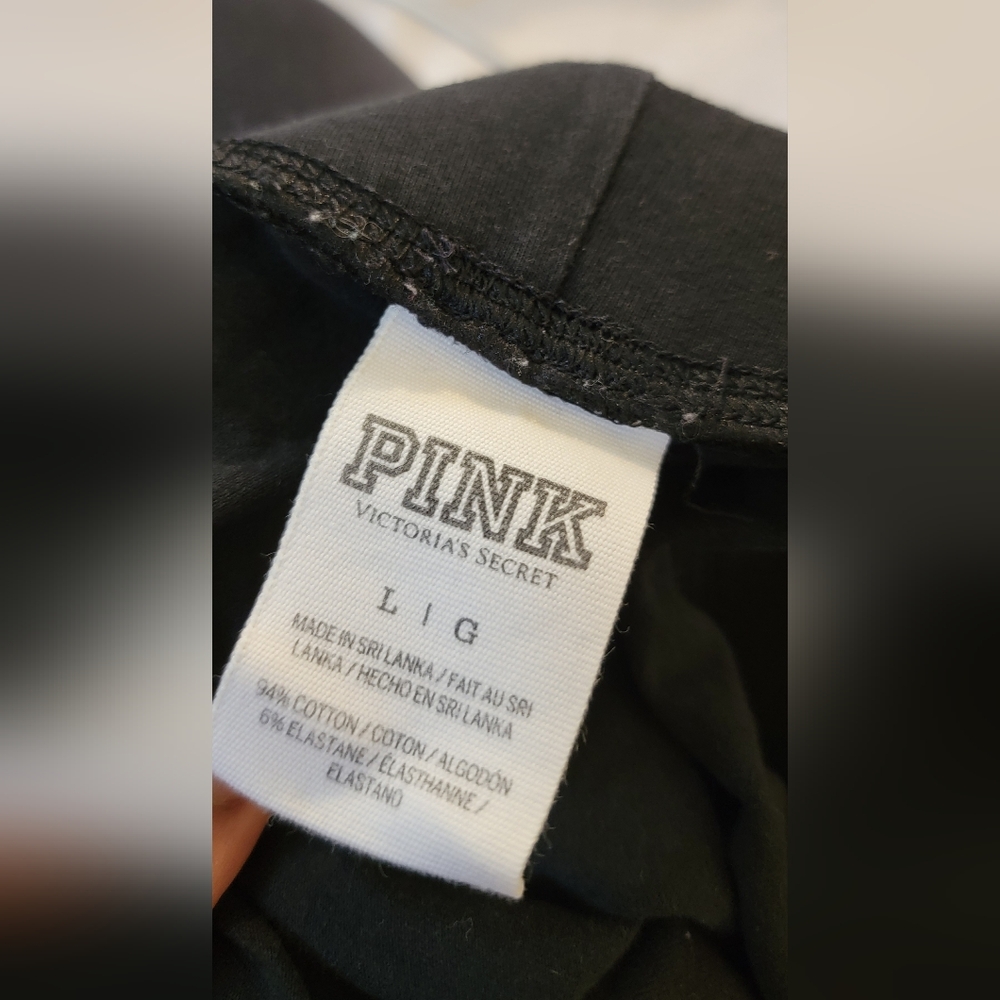 PINK
VICTORIA'S SECRET
L | G
MADE IN SRI LANKA / FAIT AU SRI
LANKA / HECHO EN SRI LANKA
94% COTTON / COTON / ALGODÓN
6% ELASTANE / ÉLASTHANNE /
ELASTANO